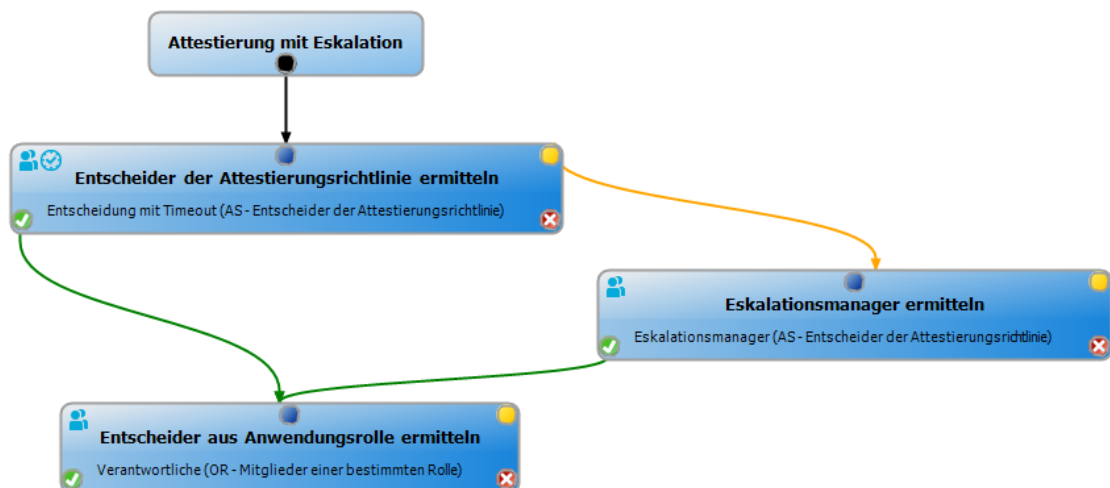 Attestierung mit Eskalation
Entscheider der Attestierungsrichtlinie ermitteln
Entscheidung mit Timeout (AS - Entscheider der Attestierungsrichtlinie)
Eskalationsmanager ermitteln
Eskalationsmanager (AS - Entscheider der Attestierungsrichtlinie)
Entscheider aus Anwendungsrolle ermitteln
Verantwortliche (OR - Mitglieder einer bestimmten Rolle)